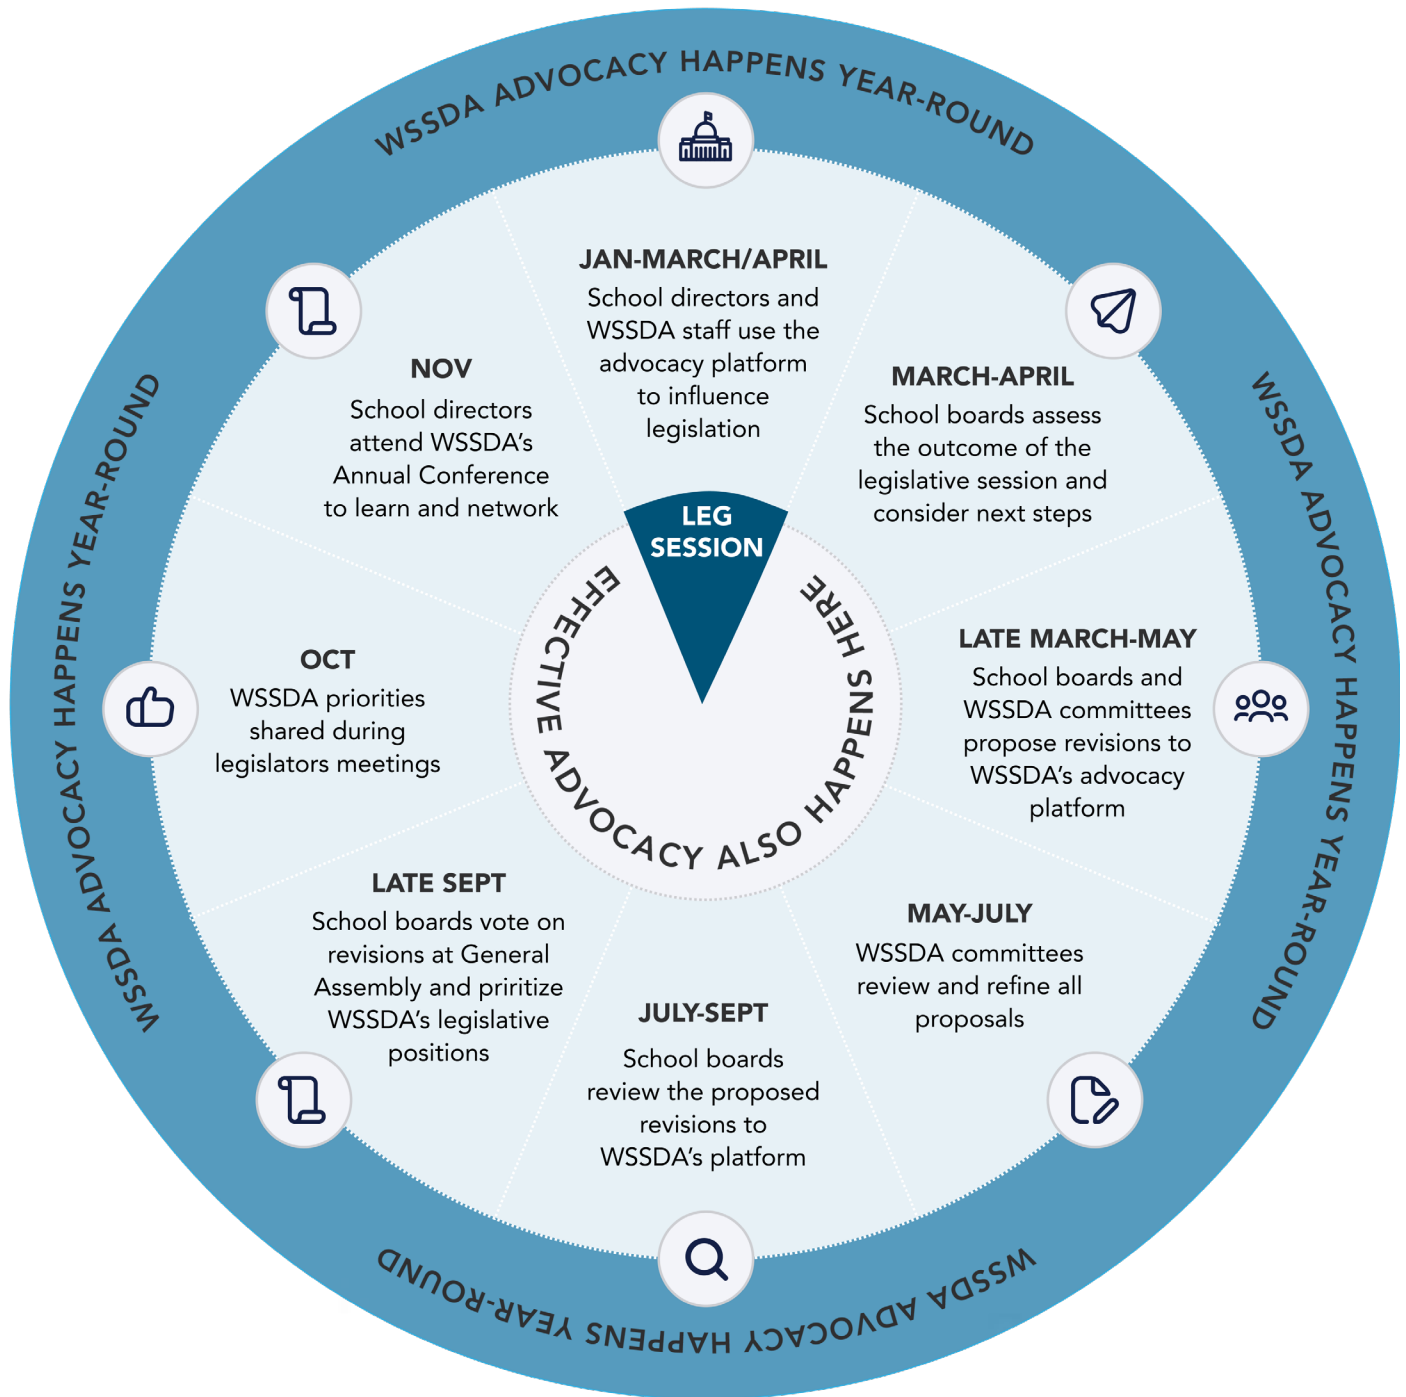 WSSDA ADVOCACY HAPPENS YEAR-ROUND
JAN-MARCH/APRIL
School directors and
WSSDA staff use the
advocacy platform
to influence
legislation
MARCH-APRIL
School boards assess
the outcome of the
legislative session and
consider next steps
LATE MARCH-MAY
School boards and
WSSDA committees
propose revisions to
WSSDA’s advocacy
platform
MAY-JULY
WSSDA committees
review and refine all
proposals
JULY-SEPT
School boards
review the proposed
revisions to
WSSDA’s platform
LATE SEPT
School boards vote on
revisions at General
Assembly and priritize
WSSDA’s legislative
positions
OCT
WSSDA priorities
shared during
legislators meetings
NOV
School directors
attend WSSDA’s
Annual Conference
to learn and network
LEG
SESSION
EFFECTIVE ADVOCACY ALSO HAPPENS HERE
WSSDA ADVOCACY HAPPENS YEAR-ROUND
WSSDA ADVOCACY HAPPENS YEAR-ROUND
WSSDA ADVOCACY HAPPENS YEAR-ROUND